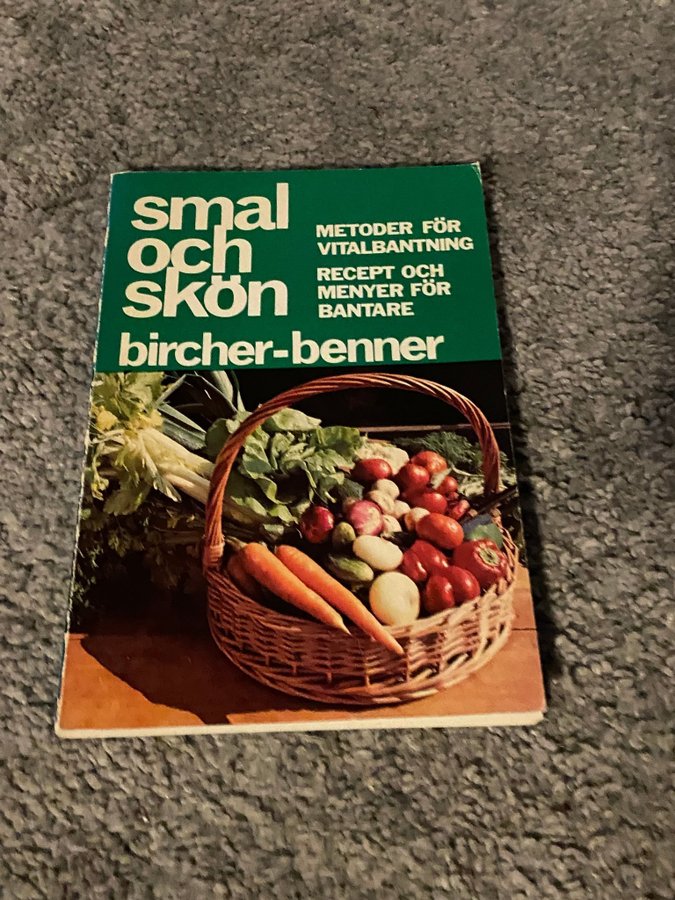 smal
och
skön
METODER FÖR
VITALBANTNING
RECEPT OCH
MENYER FÖR
BANTARE
bircher-benner